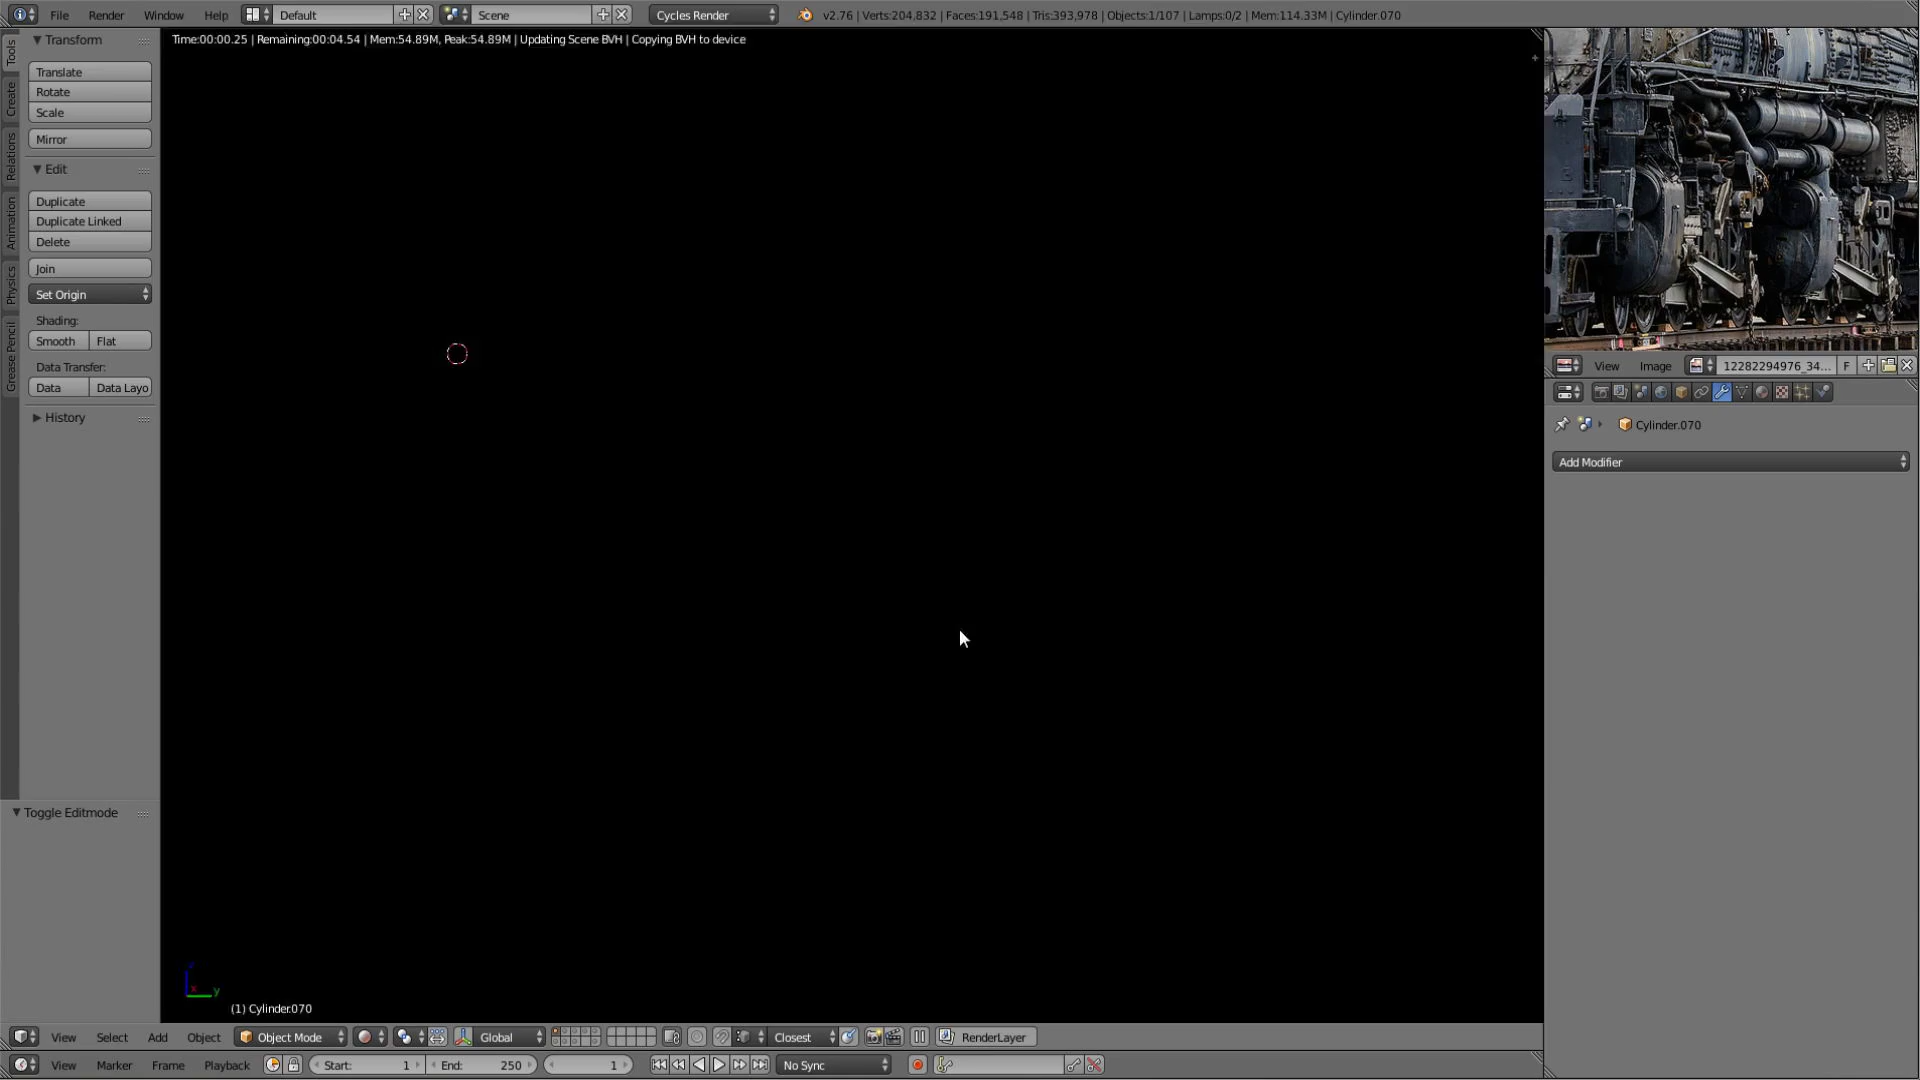 File Render Window Help Default Scene Cycles Render v2.76 | Verts:204,832 | Faces:191,548 | Tris:393,978 | Objects:1/107 | Lamps:0/2 | Mem:114.33M | Cylinder.070
Time:00:00.25 | Remaining:00:04.54 | Mem:54.89M, Peak:54.89M | Updating Scene BVH | Copying BVH to device
Tools
Create
Relations
Animation
Physics
Grease Pencil
Transform
Translate
Rotate
Scale
Mirror
Edit
Duplicate
Duplicate Linked
Delete
Join
Set Origin
Shading:
Smooth Flat
Data Transfer:
Data Data Layo
History
Toggle Editmode
View Image 12282294976_34... F
Cylinder.070
Add Modifier
z
x y
(1) Cylinder.070
View Select Add Object Object Mode Global Closest RenderLayer
View Marker Frame Playback Start: 1 End: 250 1 No Sync